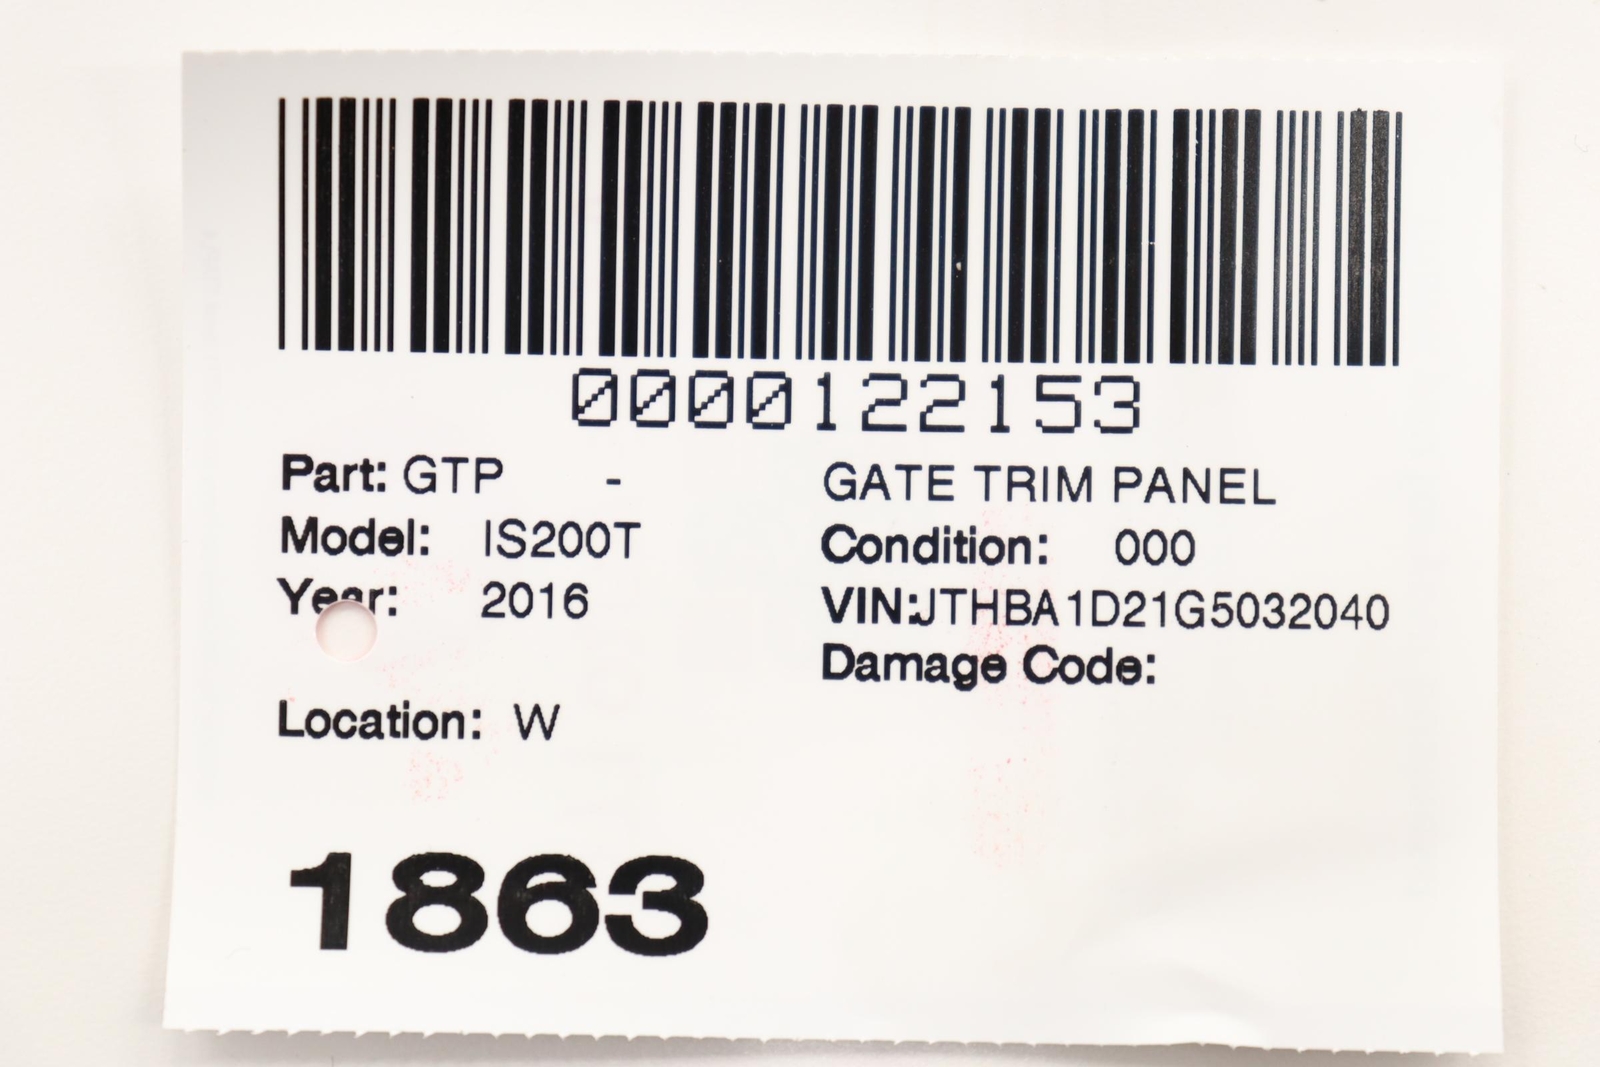 0000122153
Part: GTP - GATE TRIM PANEL
Model: IS200T Condition: 000
Year: 2016 VIN:JTHBA1D21G5032040
Damage Code:
Location: W
1863